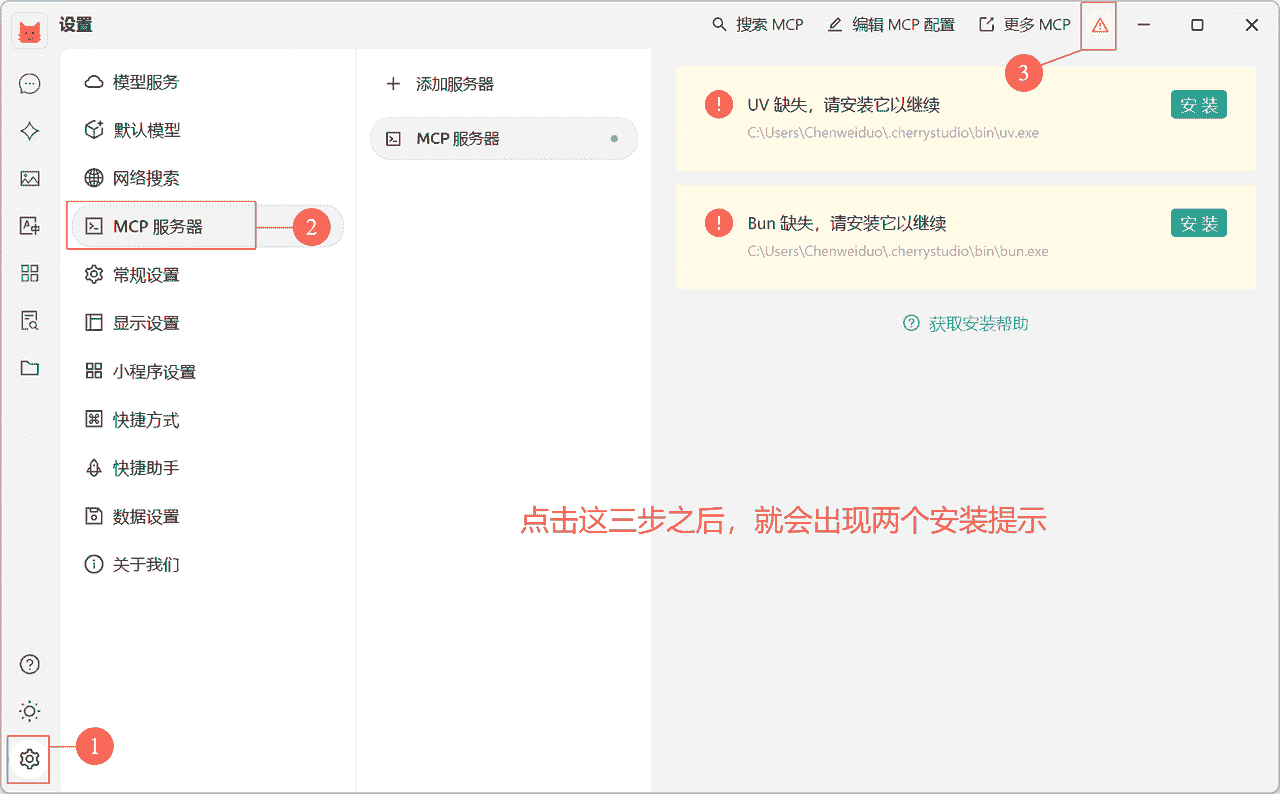 设置
搜索 MCP
编辑 MCP 配置
更多 MCP
3
模型服务
默认模型
网络搜索
MCP 服务器
2
常规设置
显示设置
小程序设置
快捷方式
快捷助手
数据设置
关于我们
1
添加服务器
MCP 服务器
UV 缺失，请安装它以继续
C:\Users\Chenweiduo\.cherrystudio\bin\uv.exe
安装
Bun 缺失，请安装它以继续
C:\Users\Chenweiduo\.cherrystudio\bin\bun.exe
安装
获取安装帮助
点击这三步之后，就会出现两个安装提示